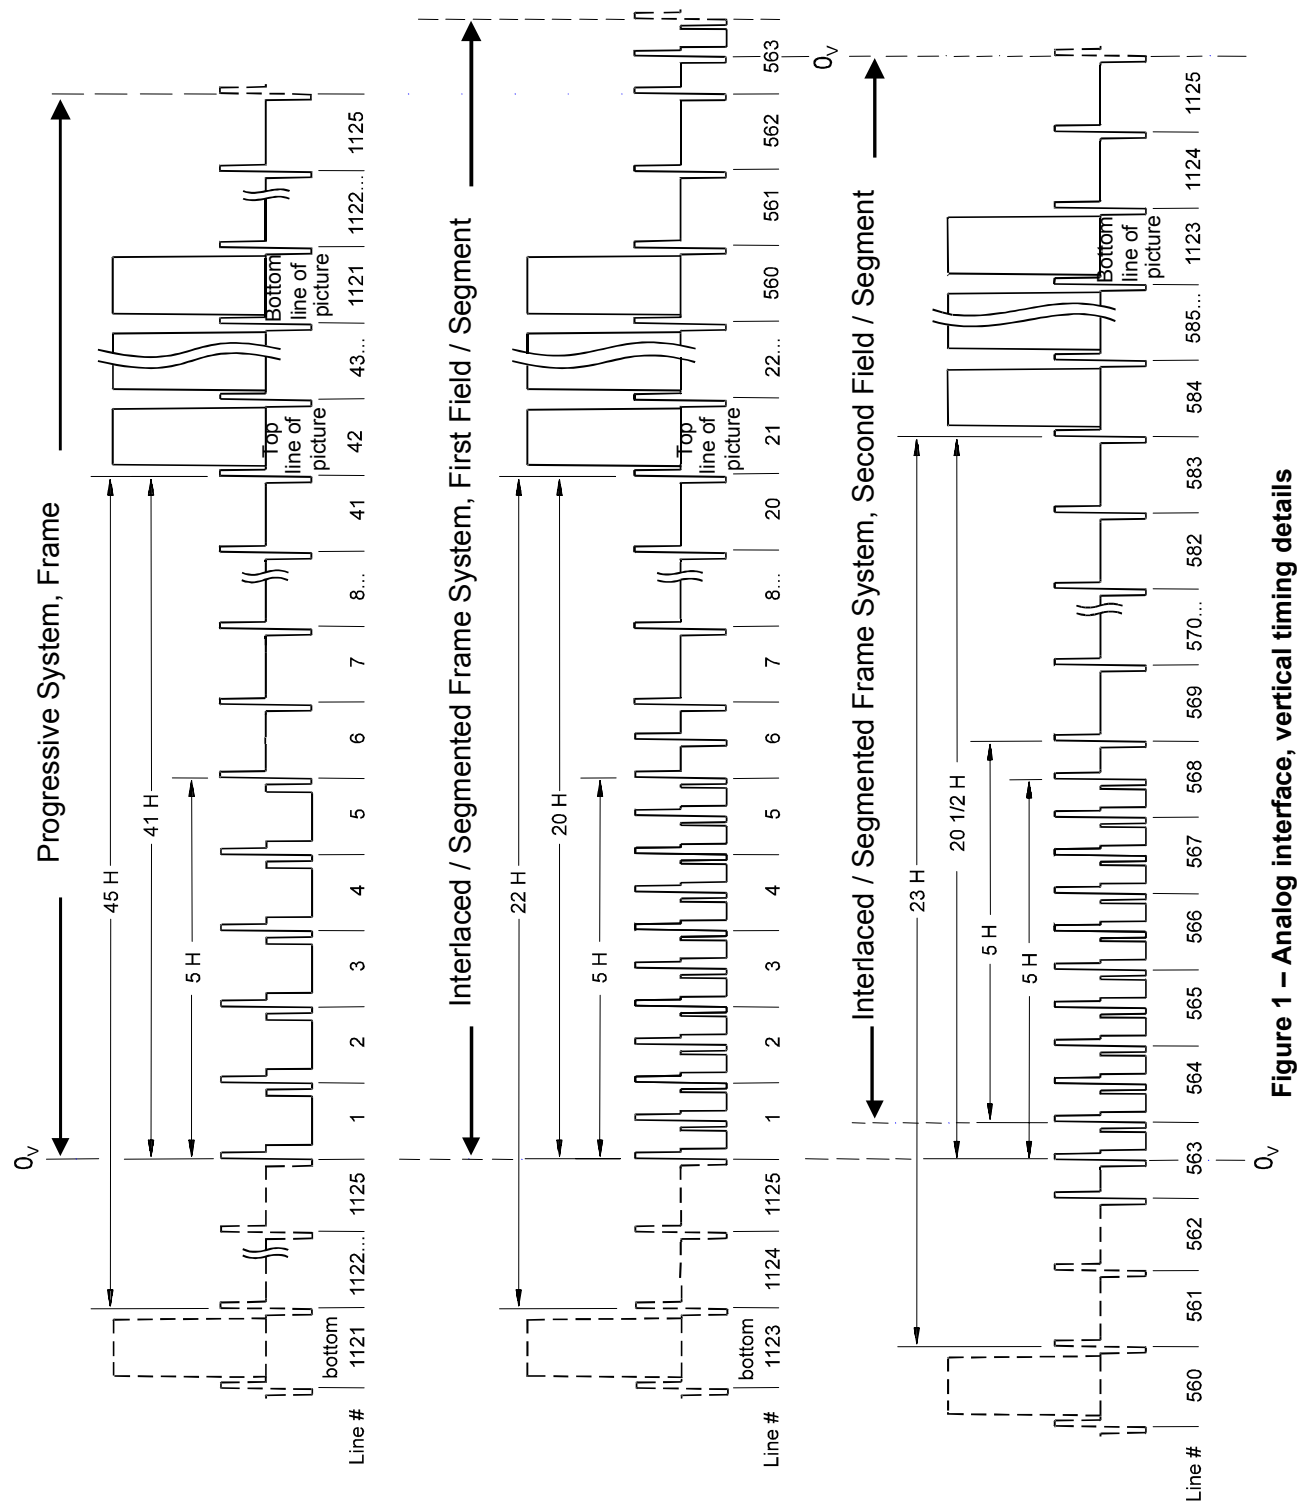 0V
Progressive System, Frame
45 H
41 H
5 H
Top
line of
picture
Bottom
line of
picture
bottom
Line # 1121 1122... 1125 1 2 3 4 5 6 7 8... 41 42 43... 1121 1122... 1125
Interlaced / Segmented Frame System, First Field / Segment
22 H
20 H
5 H
Top
line of
picture
bottom
Line # 1123 1124 1125 1 2 3 4 5 6 7 8... 20 21 22... 560 561 562 563
0V
Interlaced / Segmented Frame System, Second Field / Segment
23 H
20 1/2 H
5 H
5 H
Bottom
line of
picture
Line # 560 561 562 563 564 565 566 567 568 569 570... 582 583 584 585... 1123 1124 1125
0V
Figure 1 – Analog interface, vertical timing details